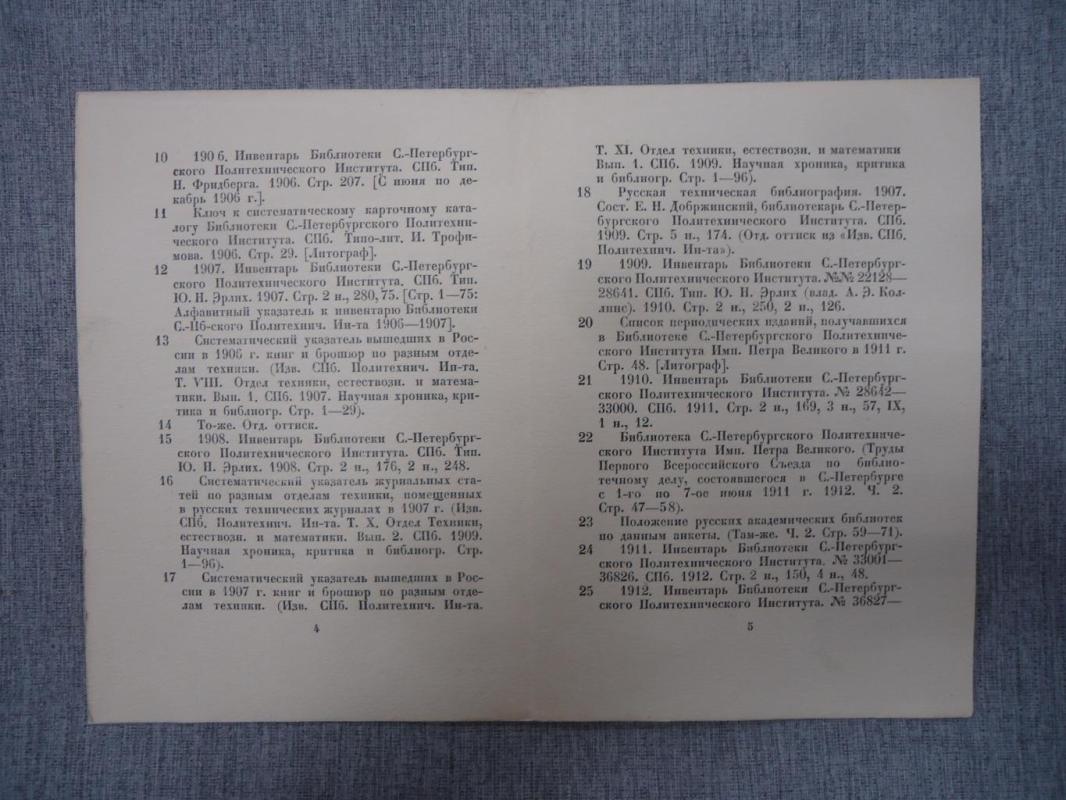 10 190 б. Инвентарь Библиотеки С.-Петербург-
ского Политехнического Института. СПб. Тип.
Н. Фридберга. 1906. Стр. 207. [С июня по де-
кабрь 1906 г.].
11 Ключ к систематическому карточному ката-
логу Библиотеки С.-Петербургского Политехни-
ческого Института. СПб. Типо-лит. И. Трофи-
мова. 1906. Стр. 29. [Литограф].
12 1907. Инвентарь Библиотеки С.-Петербург-
ского Политехнического Института. СПб. Тип.
Ю. Н. Эрлих. 1907. Стр. 2 н., 280,75. [Стр. 1—75:
Алфавитный указатель к инвентарю Библиотеки
С.-Пб-ского Политехнич. Ин-та 1906—1907].
13 Систематический указатель вышедших в Рос-
сии в 1906 г. книг и брошюр по разным отде-
лам техники. (Изв. СПб. Политехнич. Ин-та.
Т. VIII. Отдел техники, естествозн. и матема-
тики. Вып. 1. СПб. 1907. Научная хроника, кри-
тика и библиогр. Стр. 1—29).
14 То-же. Отд. оттиск.
15 1908. Инвентарь Библиотеки С.-Петербург-
ского Политехнического Института. СПб. Тип.
Ю. Н. Эрлих. 1908. Стр. 2 н., 176, 2 н., 248.
16 Систематический указатель журнальных ста-
тей по разным отделам техники, помещенных
в русских технических журналах в 1907 г. (Изв.
СПб. Политехнич. Ин-та. Т. X. Отдел Техники,
естествозн. и математики. Вып. 2. СПб. 1909.
Научная хроника, критика и библиогр. Стр.
1—96).
17 Систематический указатель вышедших в Рос-
сии в 1907 г. книг и брошюр по разным отде-
лам техники. (Изв. СПб. Политехнич. Ин-та.
4
Т. XI. Отдел техники, естествозн. и математики
Вып. 1. СПб. 1909. Научная хроника, критика
и библиогр. Стр. 1—96).
18 Русская техническая библиография. 1907.
Сост. Е. Н. Добржинский, библиотекарь С.-Петер-
бургского Политехнического Института. СПб.
1909. Стр. 5 н., 174. (Отд. оттиск из «Изв. СПб.
Политехнич. Ин-та»).
19 1909. Инвентарь Библиотеки С.-Петербург-
ского Политехнического Института. №№ 22128—
28641. СПб. Тип. Ю. Н. Эрлих (влад. А. Э. Кол-
линс). 1910. Стр. 2 н., 250, 2 н., 126.
20 Список периодических изданий, получавшихся
в Библиотеке С.-Петербургского Политехниче-
ского Института Имп. Петра Великого в 1911 г.
Стр. 48. [Литограф].
21 1910. Инвентарь Библиотеки С.-Петербург-
ского Политехнического Института. № 28642—
33000. СПб. 1911. Стр. 2 н., 169, 3 н., 57, IX,
1 н., 12.
22 Библиотека С.-Петербургского Политехниче-
ского Института Имп. Петра Великого. (Труды
Первого Всероссийского Съезда по библио-
течному делу, состоявшегося в С.-Петербурге
с 1-го по 7-ое июня 1911 г. 1912. Ч. 2.
Стр. 47—58).
23 Положение русских академических библиотек
по данным анкеты. (Там-же. Ч. 2. Стр. 59—71).
24 1911. Инвентарь Библиотеки С.-Петербург-
ского Политехнического Института. № 33001—
36826. СПб. 1912. Стр. 2 н., 150, 4 н., 48.
25 1912. Инвентарь Библиотеки С.-Петербург-
ского Политехнического Института. № 36827—
5